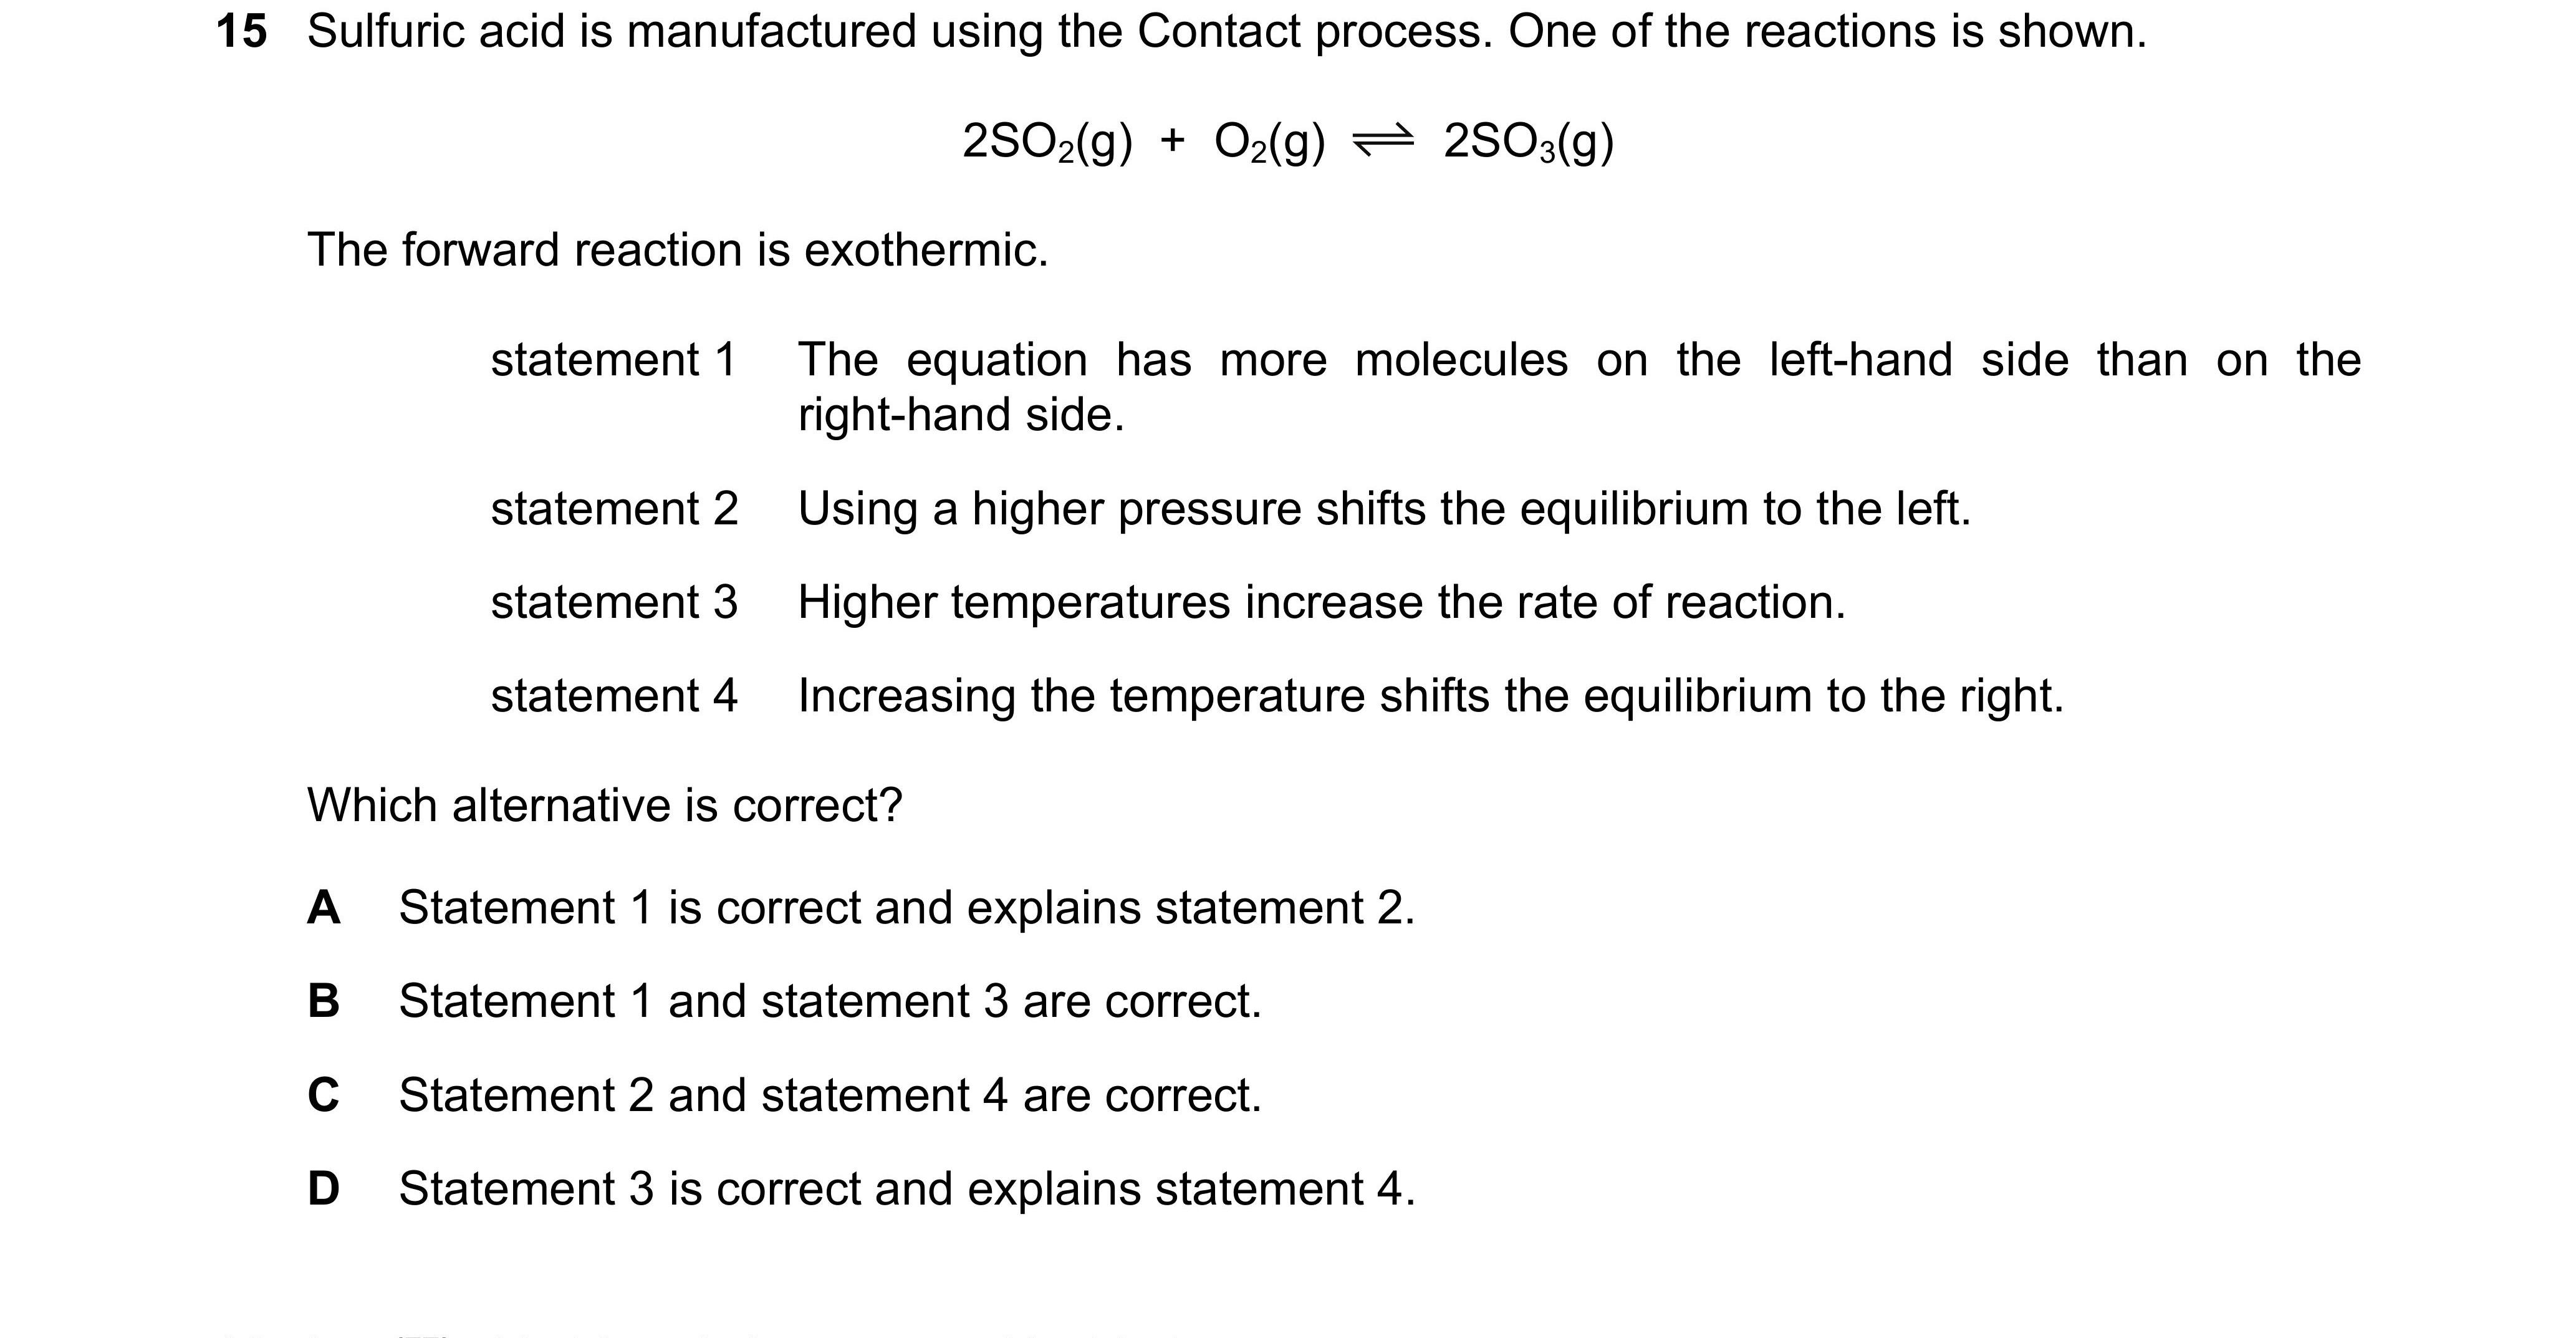 15 Sulfuric acid is manufactured using the Contact process. One of the reactions is shown.
2SO₂(g) + O₂(g) ⇌ 2SO₃(g)
The forward reaction is exothermic.
statement 1 The equation has more molecules on the left-hand side than on the
right-hand side.
statement 2 Using a higher pressure shifts the equilibrium to the left.
statement 3 Higher temperatures increase the rate of reaction.
statement 4 Increasing the temperature shifts the equilibrium to the right.
Which alternative is correct?
A Statement 1 is correct and explains statement 2.
B Statement 1 and statement 3 are correct.
C Statement 2 and statement 4 are correct.
D Statement 3 is correct and explains statement 4.